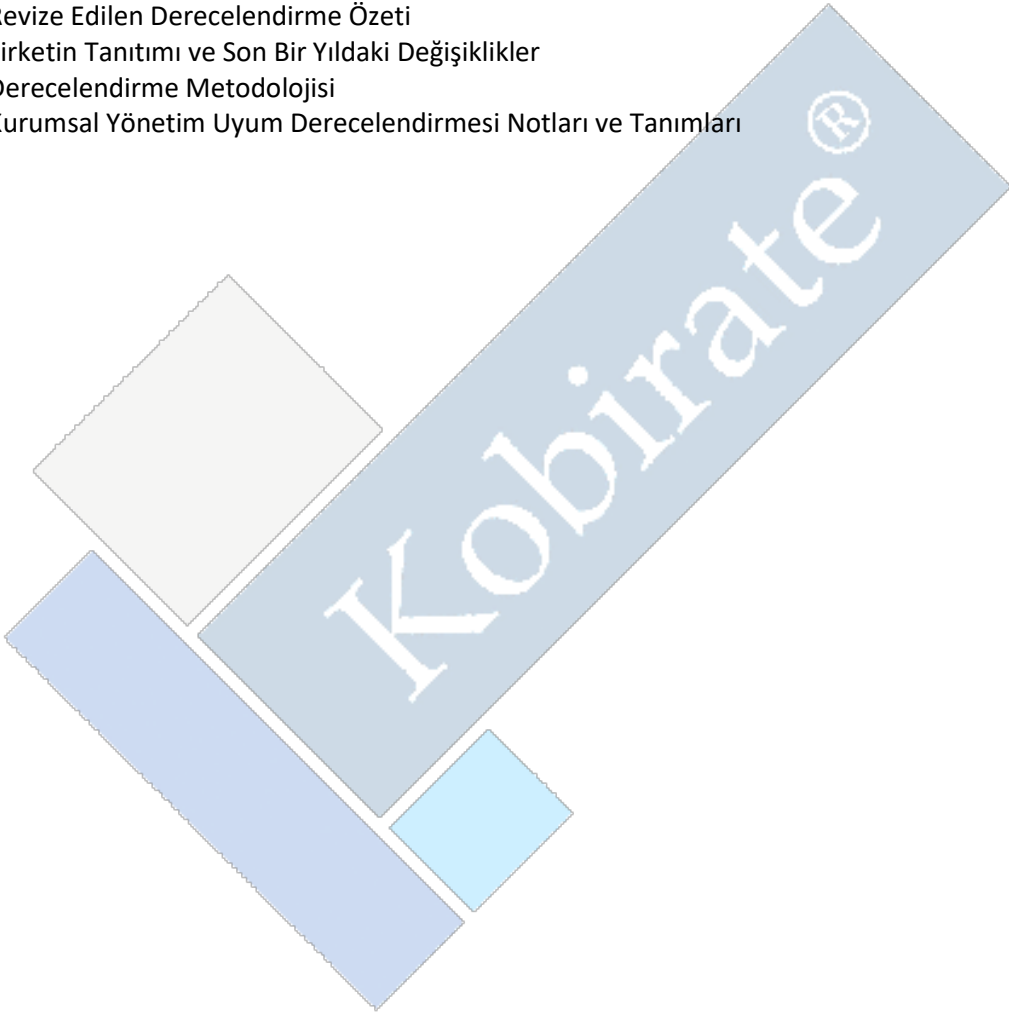 evize Edilen Derecelendirme Özeti
irketin Tanıtımı ve Son Bir Yıldaki Değişiklikler
Derecelendirme Metodolojisi
Kurumsal Yönetim Uyum Derecelendirmesi Notları ve Tanımları
Kobirate®